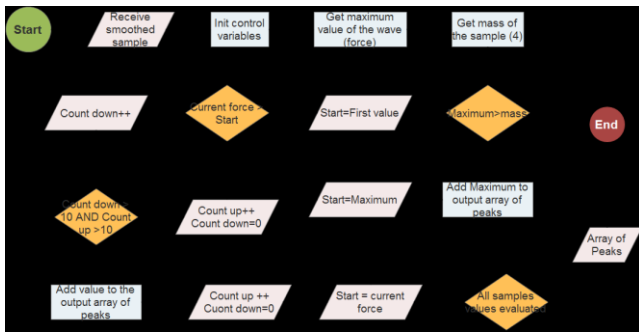 Start
Receive
smoothed
sample
Init control
variables
Get maximum
value of the wave
(force)
Get mass of
the sample (4)
Count down++
Current force >
Start
Start=First value
Maximum>mass
End
Count down >
10 AND Count
up >10
Count up++
Count down=0
Start=Maximum
Add Maximum to
output array of
peaks
Array of
Peaks
Add value to the
output array of
peaks
Count up ++
Cuont down=0
Start = current
force
All samples
values evaluated